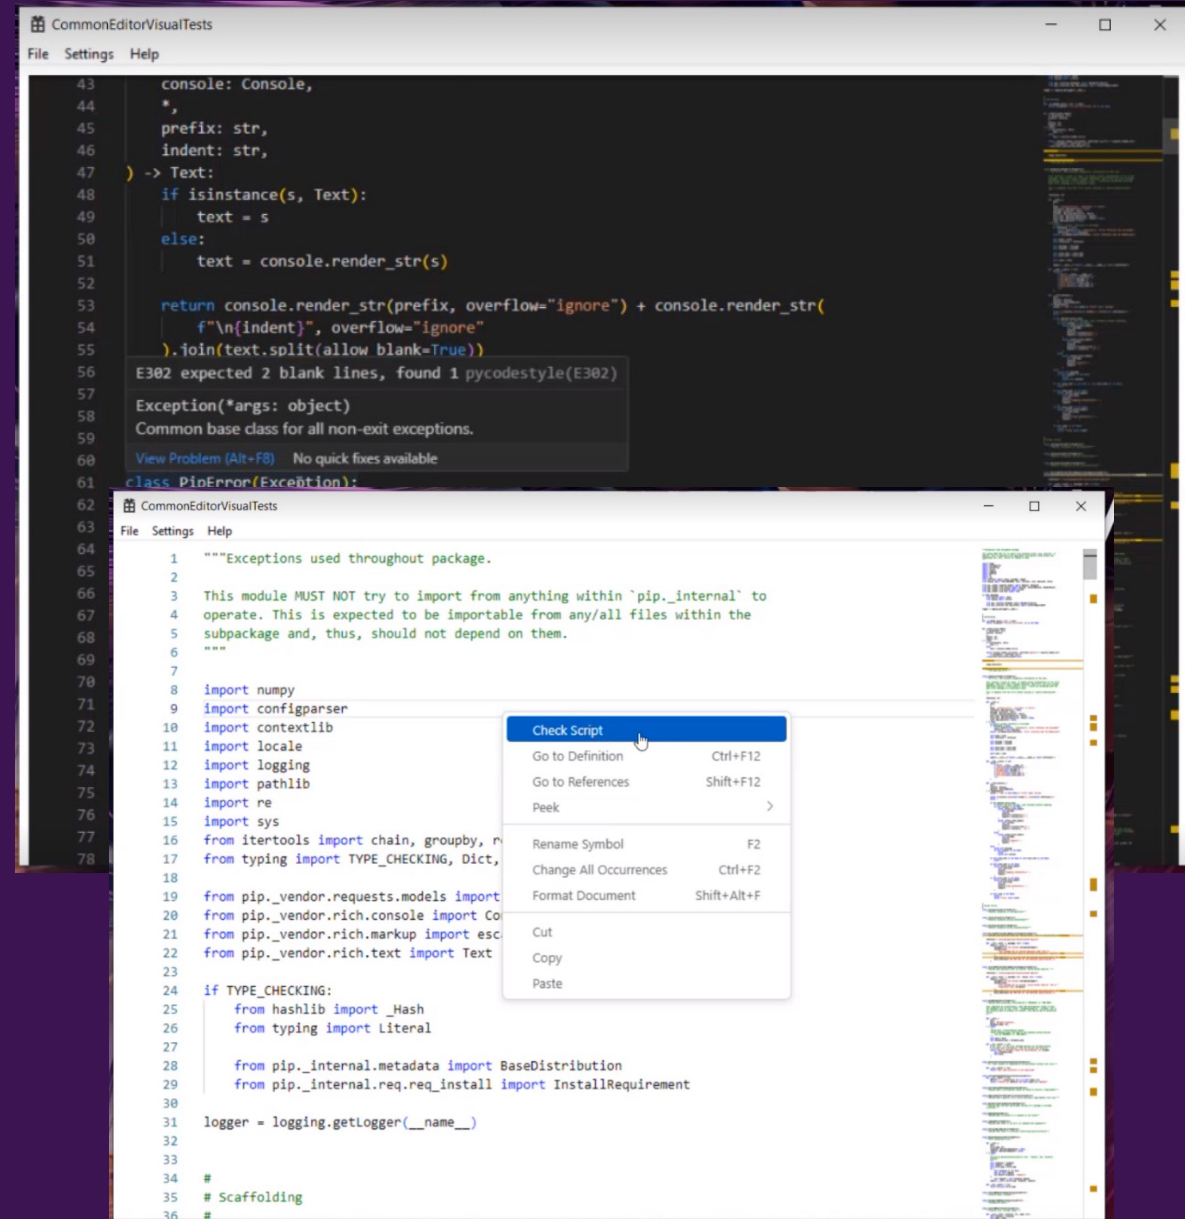 CommonEditorVisualTests
File Settings Help
43 console: Console,
44 *,
45 prefix: str,
46 indent: str,
47 ) -> Text:
48 if isinstance(s, Text):
49 text = s
50 else:
51 text = console.render_str(s)
52
53 return console.render_str(prefix, overflow="ignore") + console.render_str(
54 f"\n{indent}", overflow="ignore"
55 ).join(text.split(allow_blank=True))
56 E302 expected 2 blank lines, found 1 pycodestyle(E302)
57
Exception(*args: object)
58
Common base class for all non-exit exceptions.
59
60 View Problem (Alt+F8) No quick fixes available
61 class PipError(Exception):
62
63
64
65
66
67
68
69
70
71
72
73
74
75
76
77
78
CommonEditorVisualTests
File Settings Help
1 """Exceptions used throughout package.
2
3 This module MUST NOT try to import from anything within `pip._internal` to
4 operate. This is expected to be importable from any/all files within the
5 subpackage and, thus, should not depend on them.
6 """
7
8 import numpy
9 import configparser
10 import contextlib
11 import locale
12 import logging
13 import pathlib
14 import re
15 import sys
16 from itertools import chain, groupby, r
17 from typing import TYPE_CHECKING, Dict,
18
19 from pip._vendor.requests.models import
20 from pip._vendor.rich.console import Co
21 from pip._vendor.rich.markup import esc
22 from pip._vendor.rich.text import Text
23
24 if TYPE_CHECKING:
25 from hashlib import _Hash
26 from typing import Literal
27
28 from pip._internal.metadata import BaseDistribution
29 from pip._internal.req.req_install import InstallRequirement
30
31 logger = logging.getLogger(__name__)
32
33
34 #
35 # Scaffolding
36 #
Check Script
Go to Definition Ctrl+F12
Go to References Shift+F12
Peek
Rename Symbol F2
Change All Occurrences Ctrl+F2
Format Document Shift+Alt+F
Cut
Copy
Paste